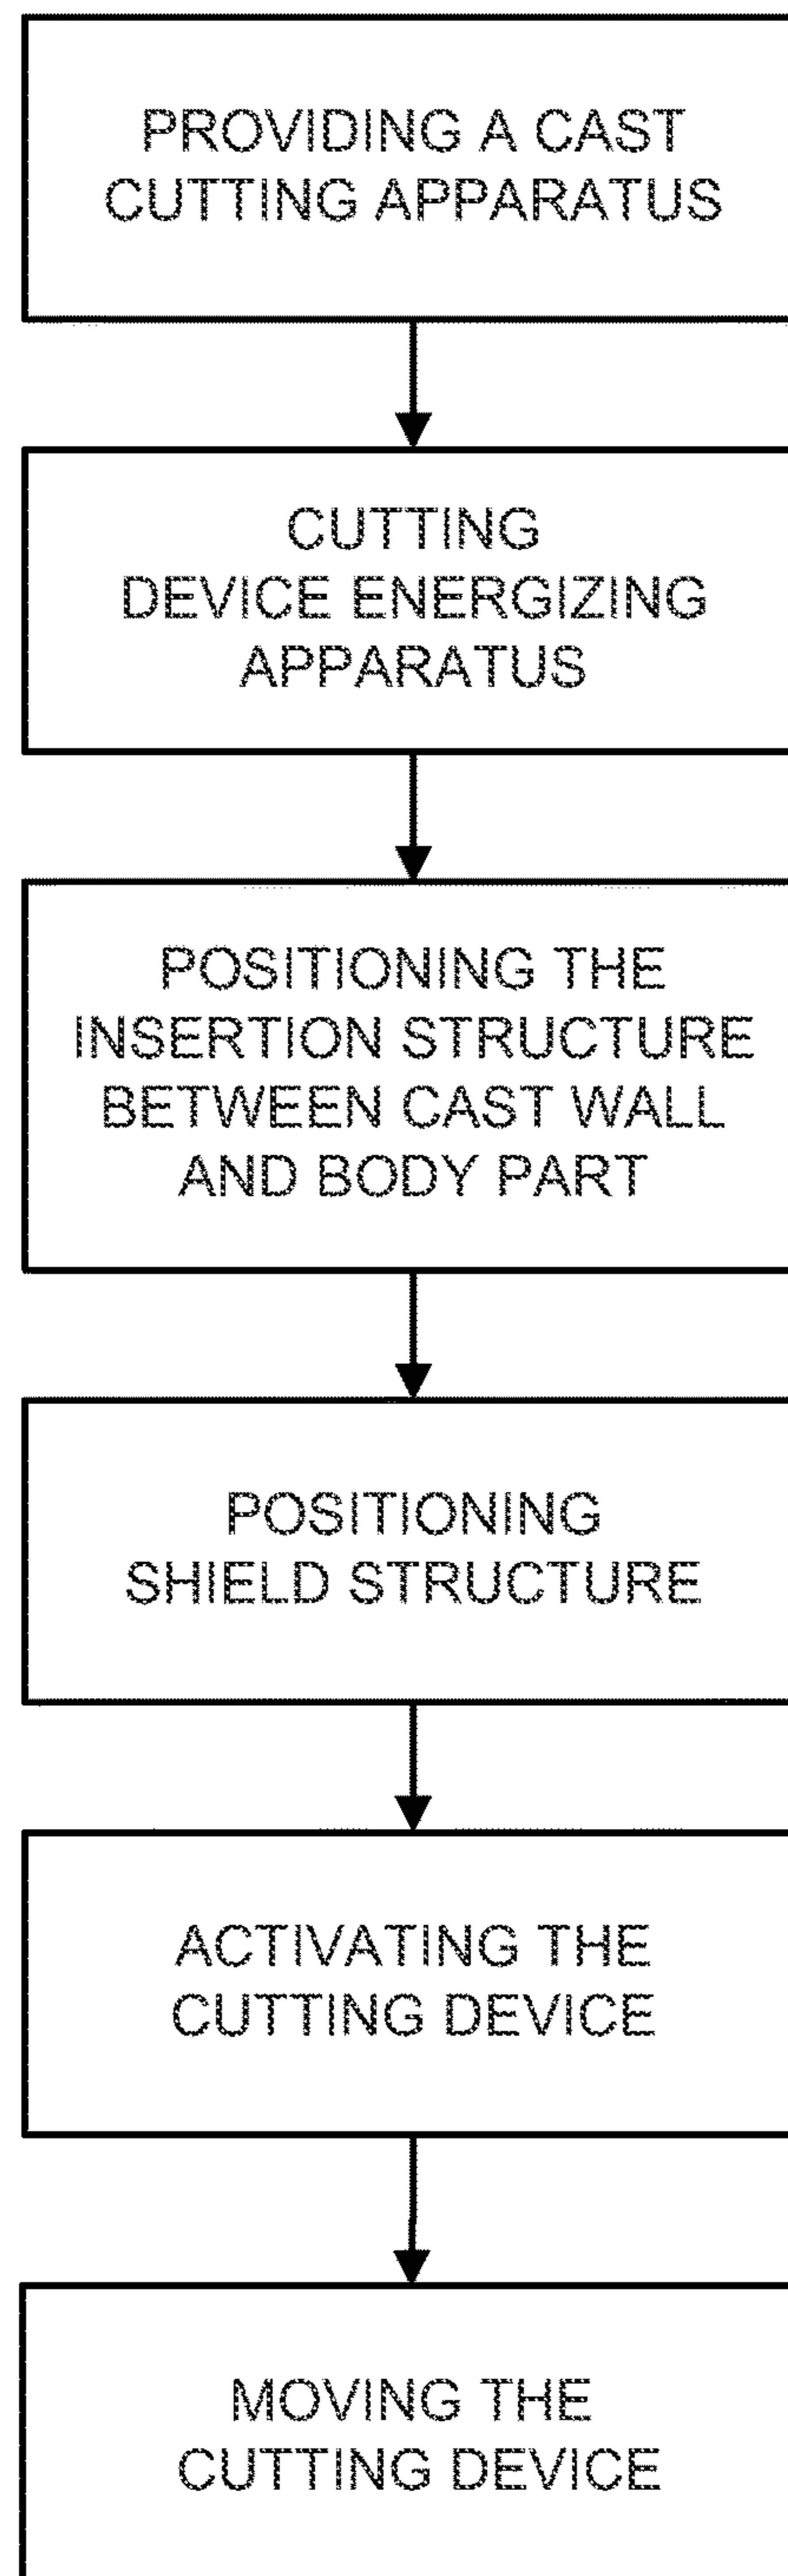 PROVIDING A CAST
CUTTING APPARATUS
CUTTING
DEVICE ENERGIZING
APPARATUS
POSITIONING THE
INSERTION STRUCTURE
BETWEEN CAST WALL
AND BODY PART
POSITIONING
SHIELD STRUCTURE
ACTIVATING THE
CUTTING DEVICE
MOVING THE
CUTTING DEVICE